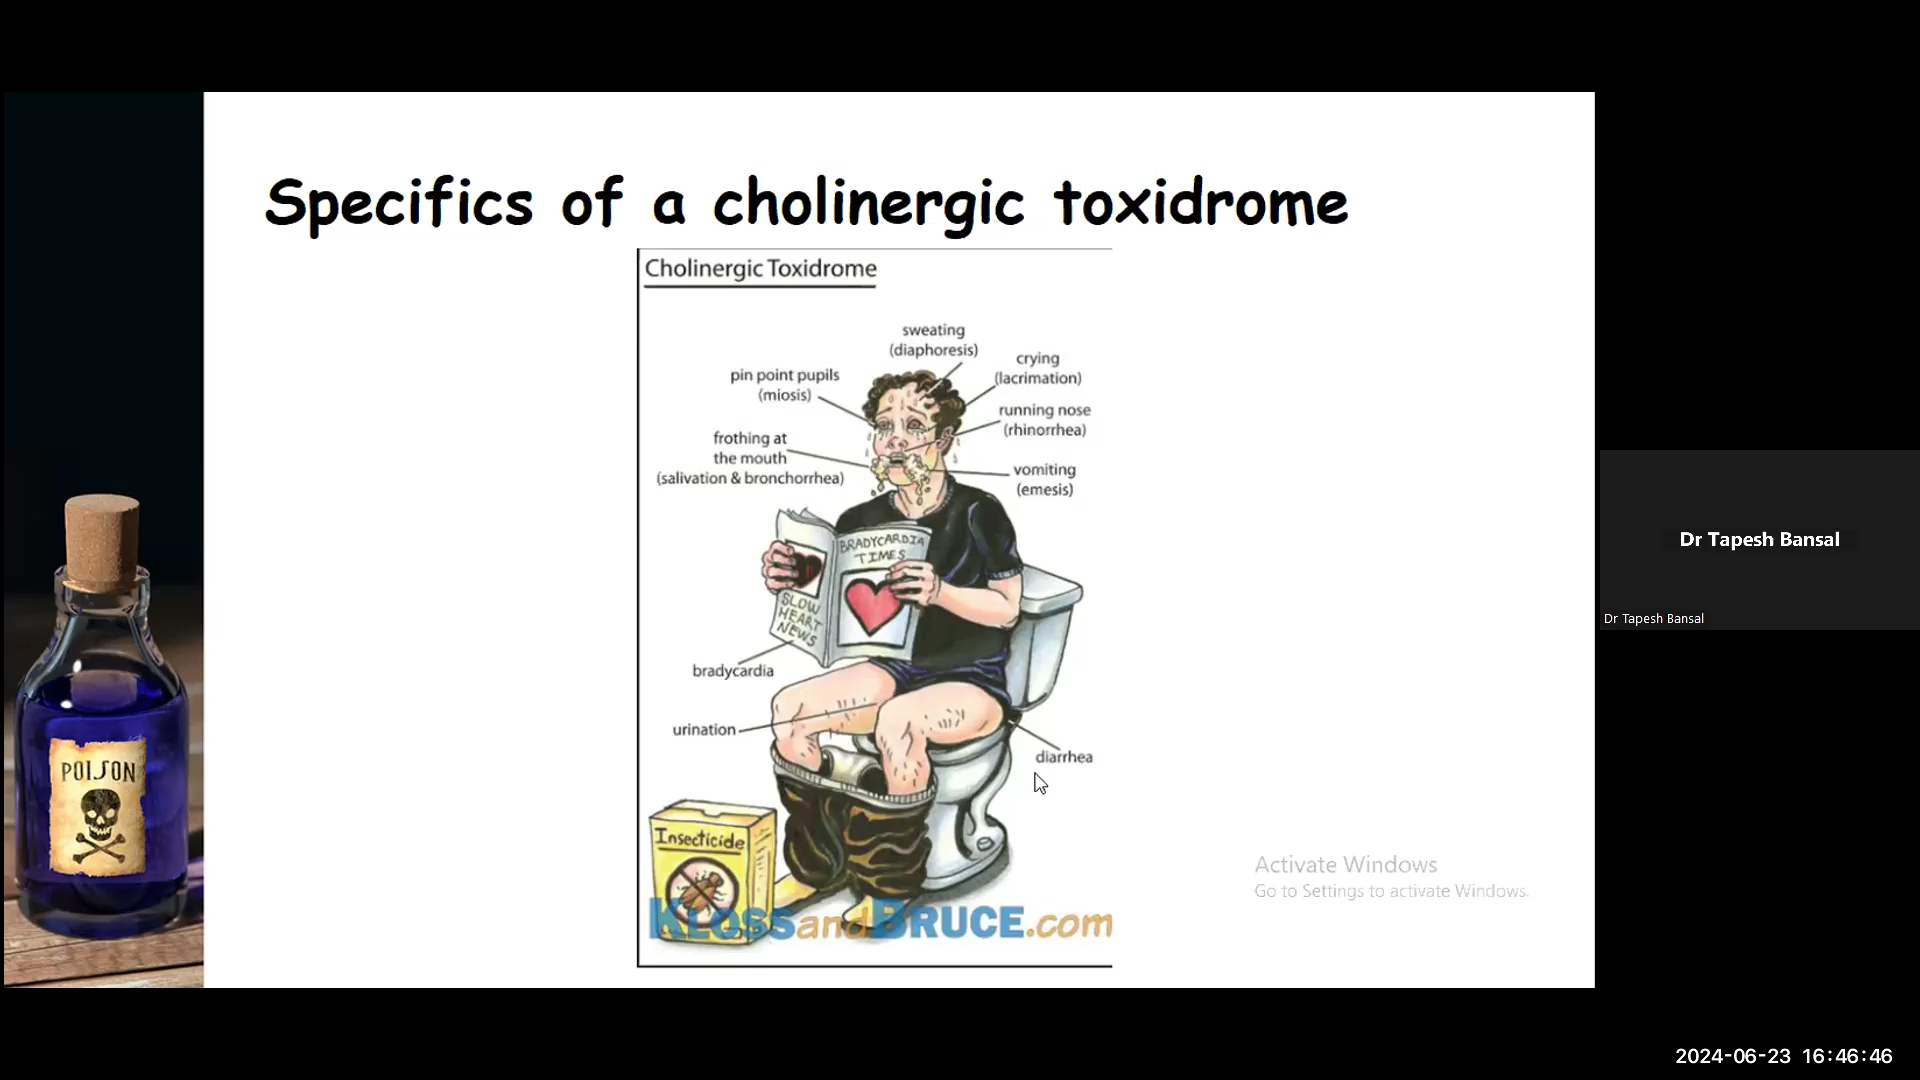 Specifics of a cholinergic toxidrome
Cholinergic Toxidrome
sweating
(diaphoresis)
crying
(lacrimation)
pin point pupils
(miosis)
running nose
(rhinorrhea)
frothing at
the mouth
(salivation & bronchorrhea)
vomiting
(emesis)
BRADYCARDIA
TIMES
SLOW
HEART
NEWS
bradycardia
urination
diarrhea
Insecticide
KLOSSandBRUCE.com
POISON
Activate Windows
Go to Settings to activate Windows.
Dr Tapesh Bansal
Dr Tapesh Bansal
2024-06-23 16:46:46